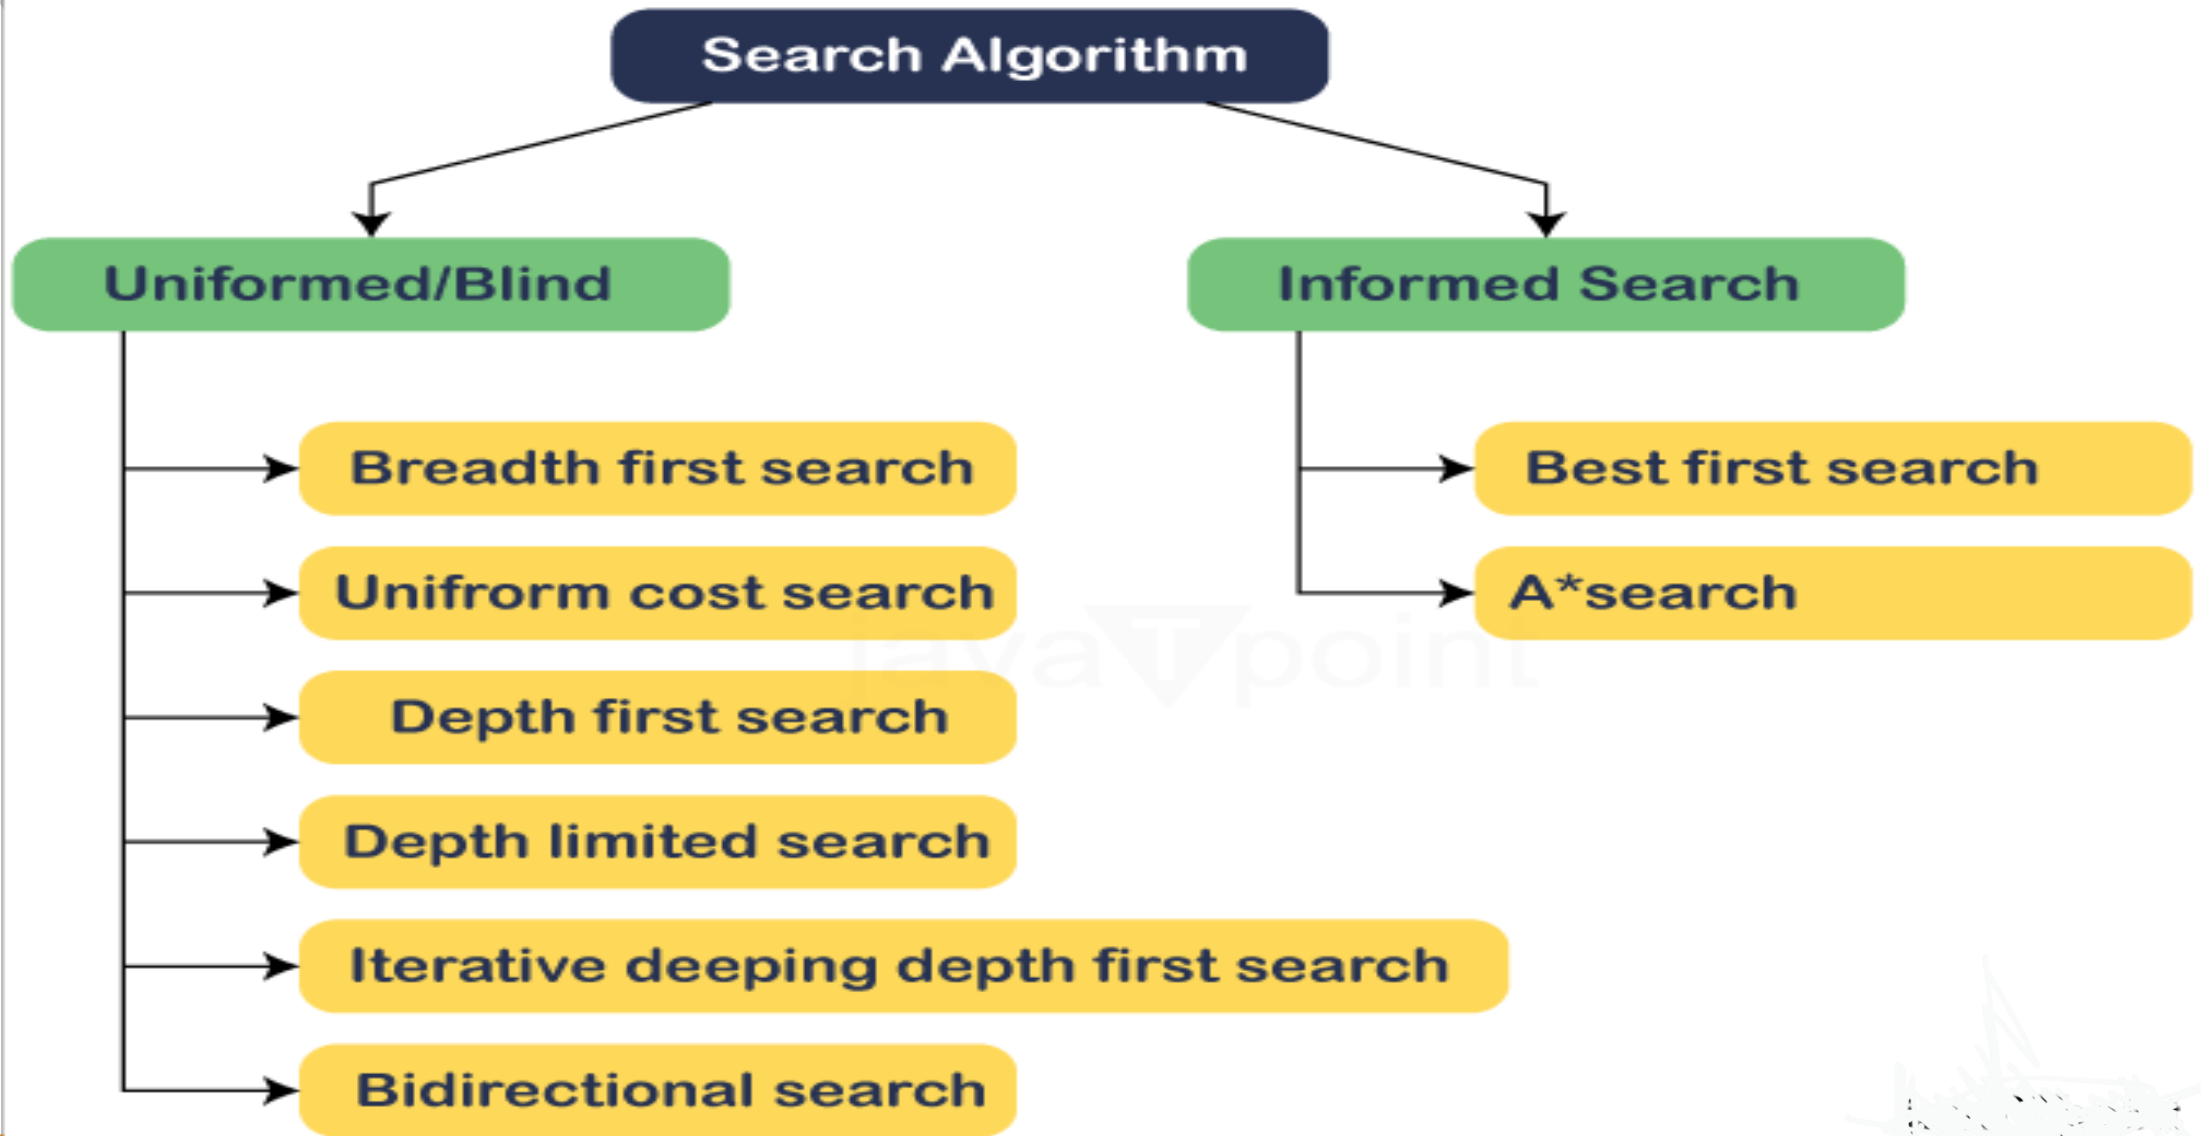 Search Algorithm
Uniformed/Blind
Informed Search
Breadth first search
Best first search
Unifrorm cost search
A*search
javaTpoint
Depth first search
Depth limited search
Iterative deeping depth first search
Bidirectional search